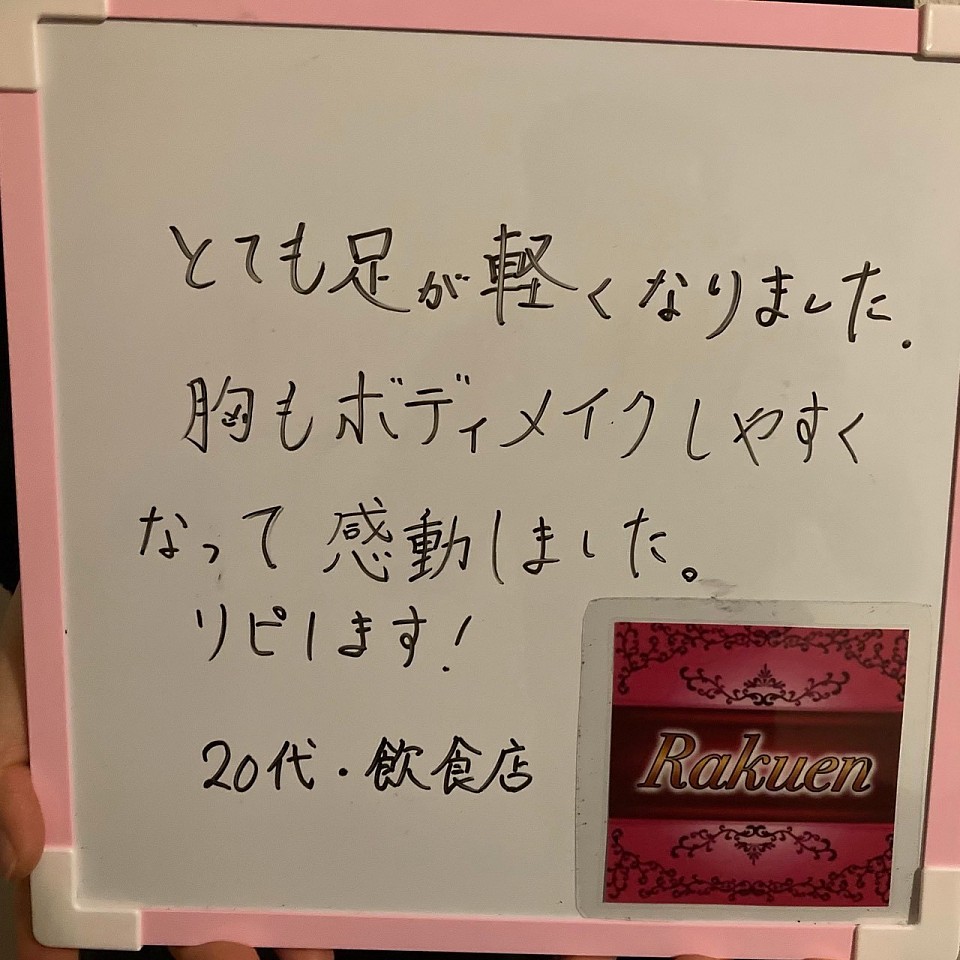 とても足が軽くなりました.
胸もボディメイクしやすく
なって感動しました。
リピします!
20代・飲食店
Rakuen